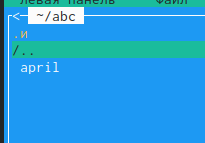 левая панель файл
<- ~/abc
.и
/..
april